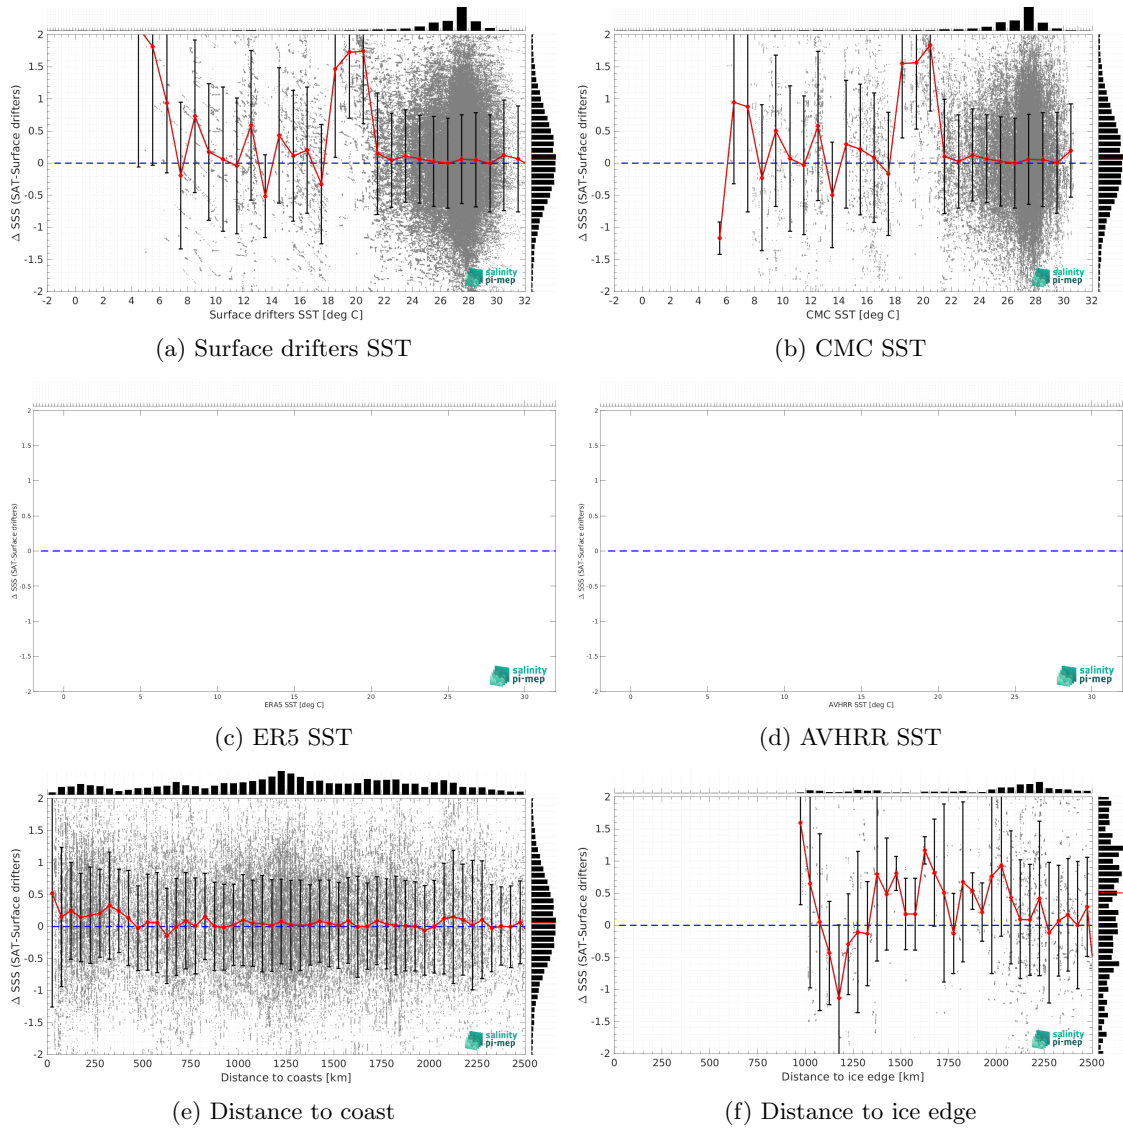 2
1.5
1
0.5
0
-0.5
-1
-1.5
-2
Δ SSS (SAT-Surface drifters)
-2 0 2 4 6 8 10 12 14 16 18 20 22 24 26 28 30 32
Surface drifters SST [deg C]
salinity
pi-mep
(a) Surface drifters SST
2
1.5
1
0.5
0
-0.5
-1
-1.5
-2
Δ SSS (SAT-Surface drifters)
-2 0 2 4 6 8 10 12 14 16 18 20 22 24 26 28 30 32
CMC SST [deg C]
salinity
pi-mep
(b) CMC SST
2
1.5
1
0.5
0
-0.5
-1
-1.5
-2
Δ SSS (SAT-Surface drifters)
0 5 10 15 20 25 30
ERA5 SST [deg C]
salinity
pi-mep
(c) ER5 SST
2
1.5
1
0.5
0
-0.5
-1
-1.5
-2
Δ SSS (SAT-Surface drifters)
0 5 10 15 20 25 30
AVHRR SST [deg C]
salinity
pi-mep
(d) AVHRR SST
2
1.5
1
0.5
0
-0.5
-1
-1.5
-2
Δ SSS (SAT-Surface drifters)
0 250 500 750 1000 1250 1500 1750 2000 2250 2500
Distance to coasts [km]
salinity
pi-mep
(e) Distance to coast
2
1.5
1
0.5
0
-0.5
-1
-1.5
-2
Δ SSS (SAT-Surface drifters)
0 250 500 750 1000 1250 1500 1750 2000 2250 2500
Distance to ice edge [km]
salinity
pi-mep
(f) Distance to ice edge